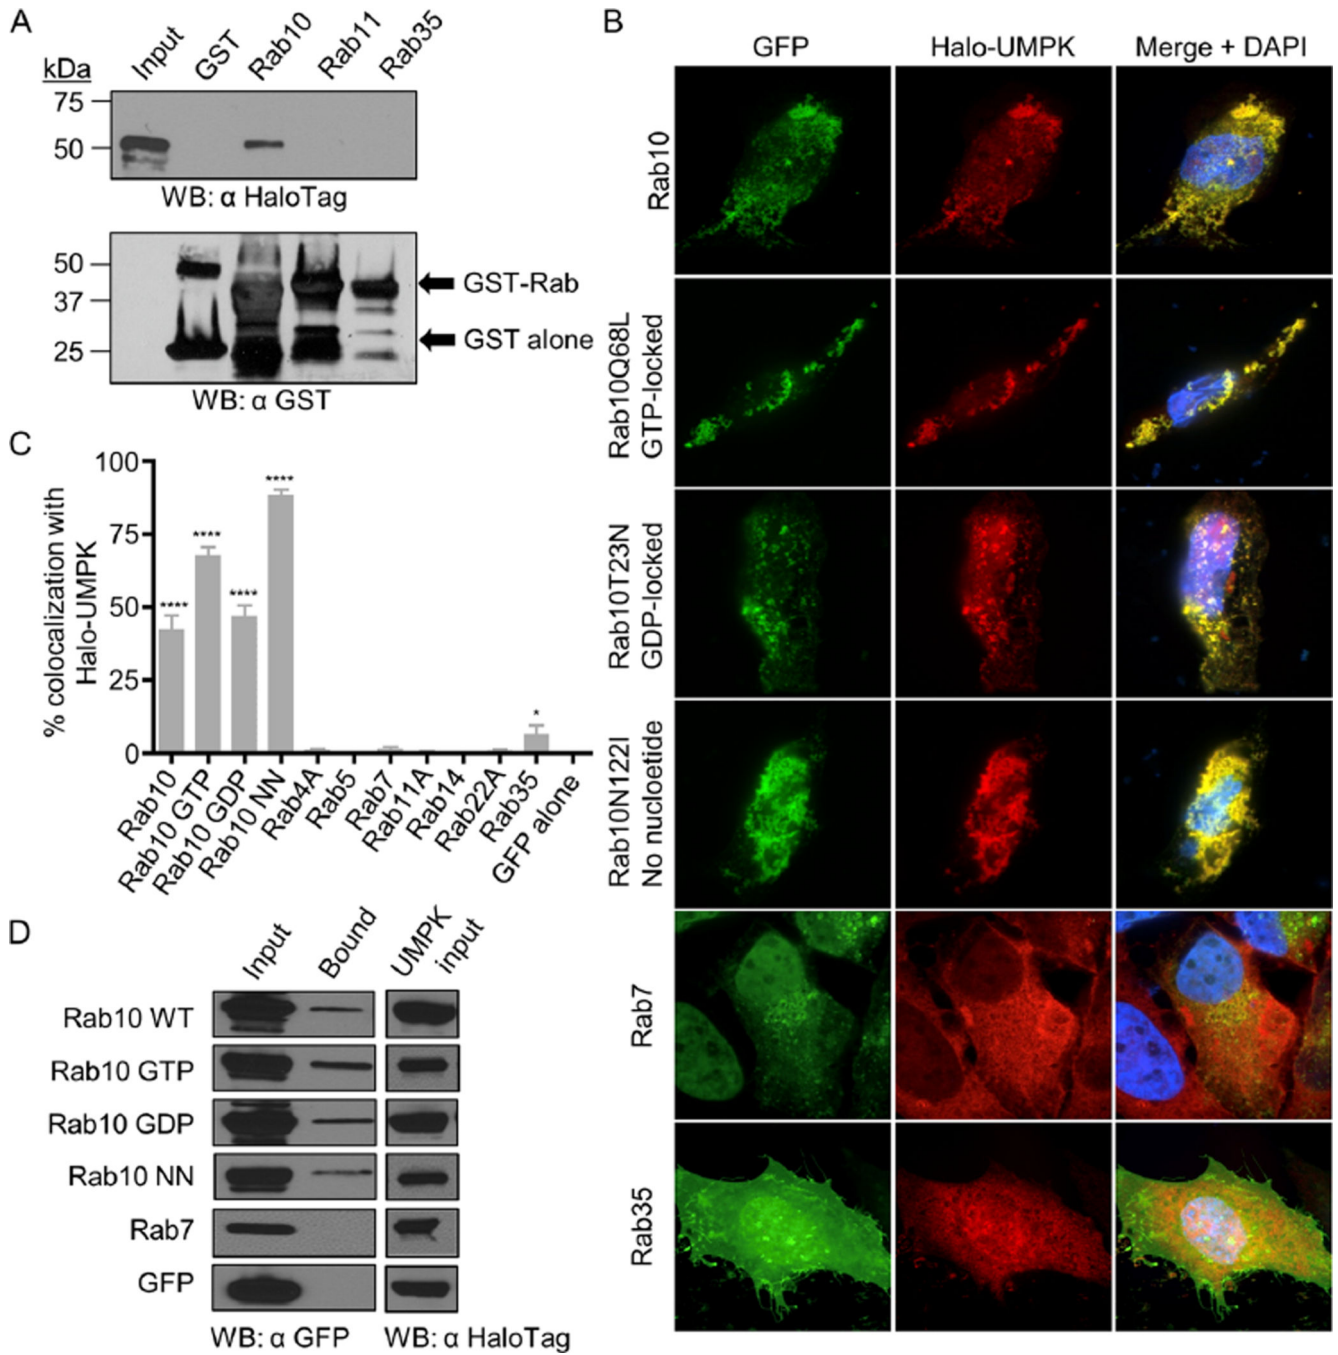 A
Input
GST
Rab10
Rab11
Rab35
kDa
75
50
WB: α HaloTag
50
37
25
GST-Rab
GST alone
WB: α GST
B
GFP
Halo-UMPK
Merge + DAPI
Rab10
Rab10Q68L
GTP-locked
Rab10T23N
GDP-locked
Rab10N122I
No nucloetide
Rab7
Rab35
C
% colocalization with
Halo-UMPK
100
75
50
25
0
****
****
****
****
*
Rab10
Rab10 GTP
Rab10 GDP
Rab10 NN
Rab4A
Rab5
Rab7
Rab11A
Rab14
Rab22A
Rab35
GFP alone
D
Input
Bound
UMPK
input
Rab10 WT
Rab10 GTP
Rab10 GDP
Rab10 NN
Rab7
GFP
WB: α GFP
WB: α HaloTag